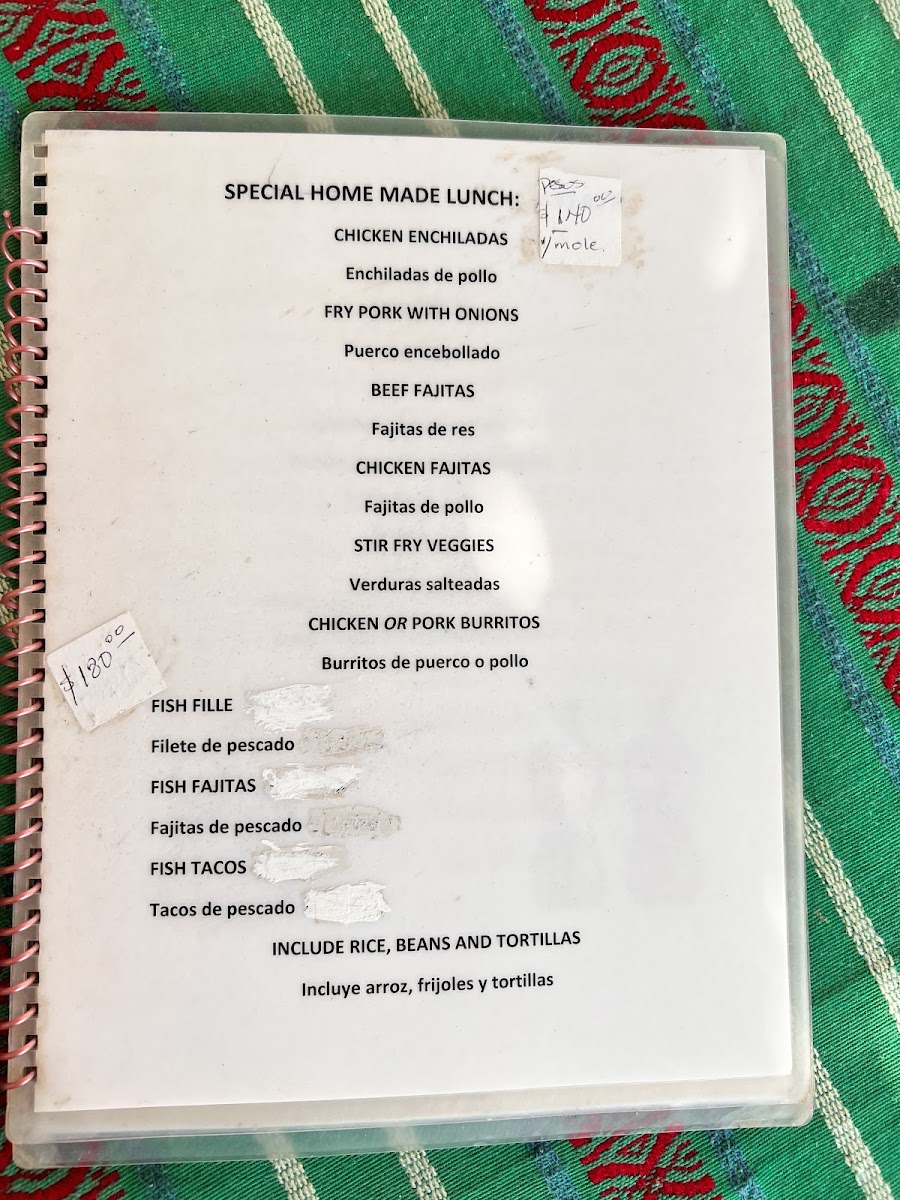 SPECIAL HOME MADE LUNCH:
pesos
$140.00
y mole.
CHICKEN ENCHILADAS
Enchiladas de pollo
FRY PORK WITH ONIONS
Puerco encebollado
BEEF FAJITAS
Fajitas de res
CHICKEN FAJITAS
Fajitas de pollo
STIR FRY VEGGIES
Verduras salteadas
CHICKEN OR PORK BURRITOS
Burritos de puerco o pollo
$180.00
FISH FILLE
Filete de pescado
FISH FAJITAS
Fajitas de pescado
FISH TACOS
Tacos de pescado
INCLUDE RICE, BEANS AND TORTILLAS
Incluye arroz, frijoles y tortillas